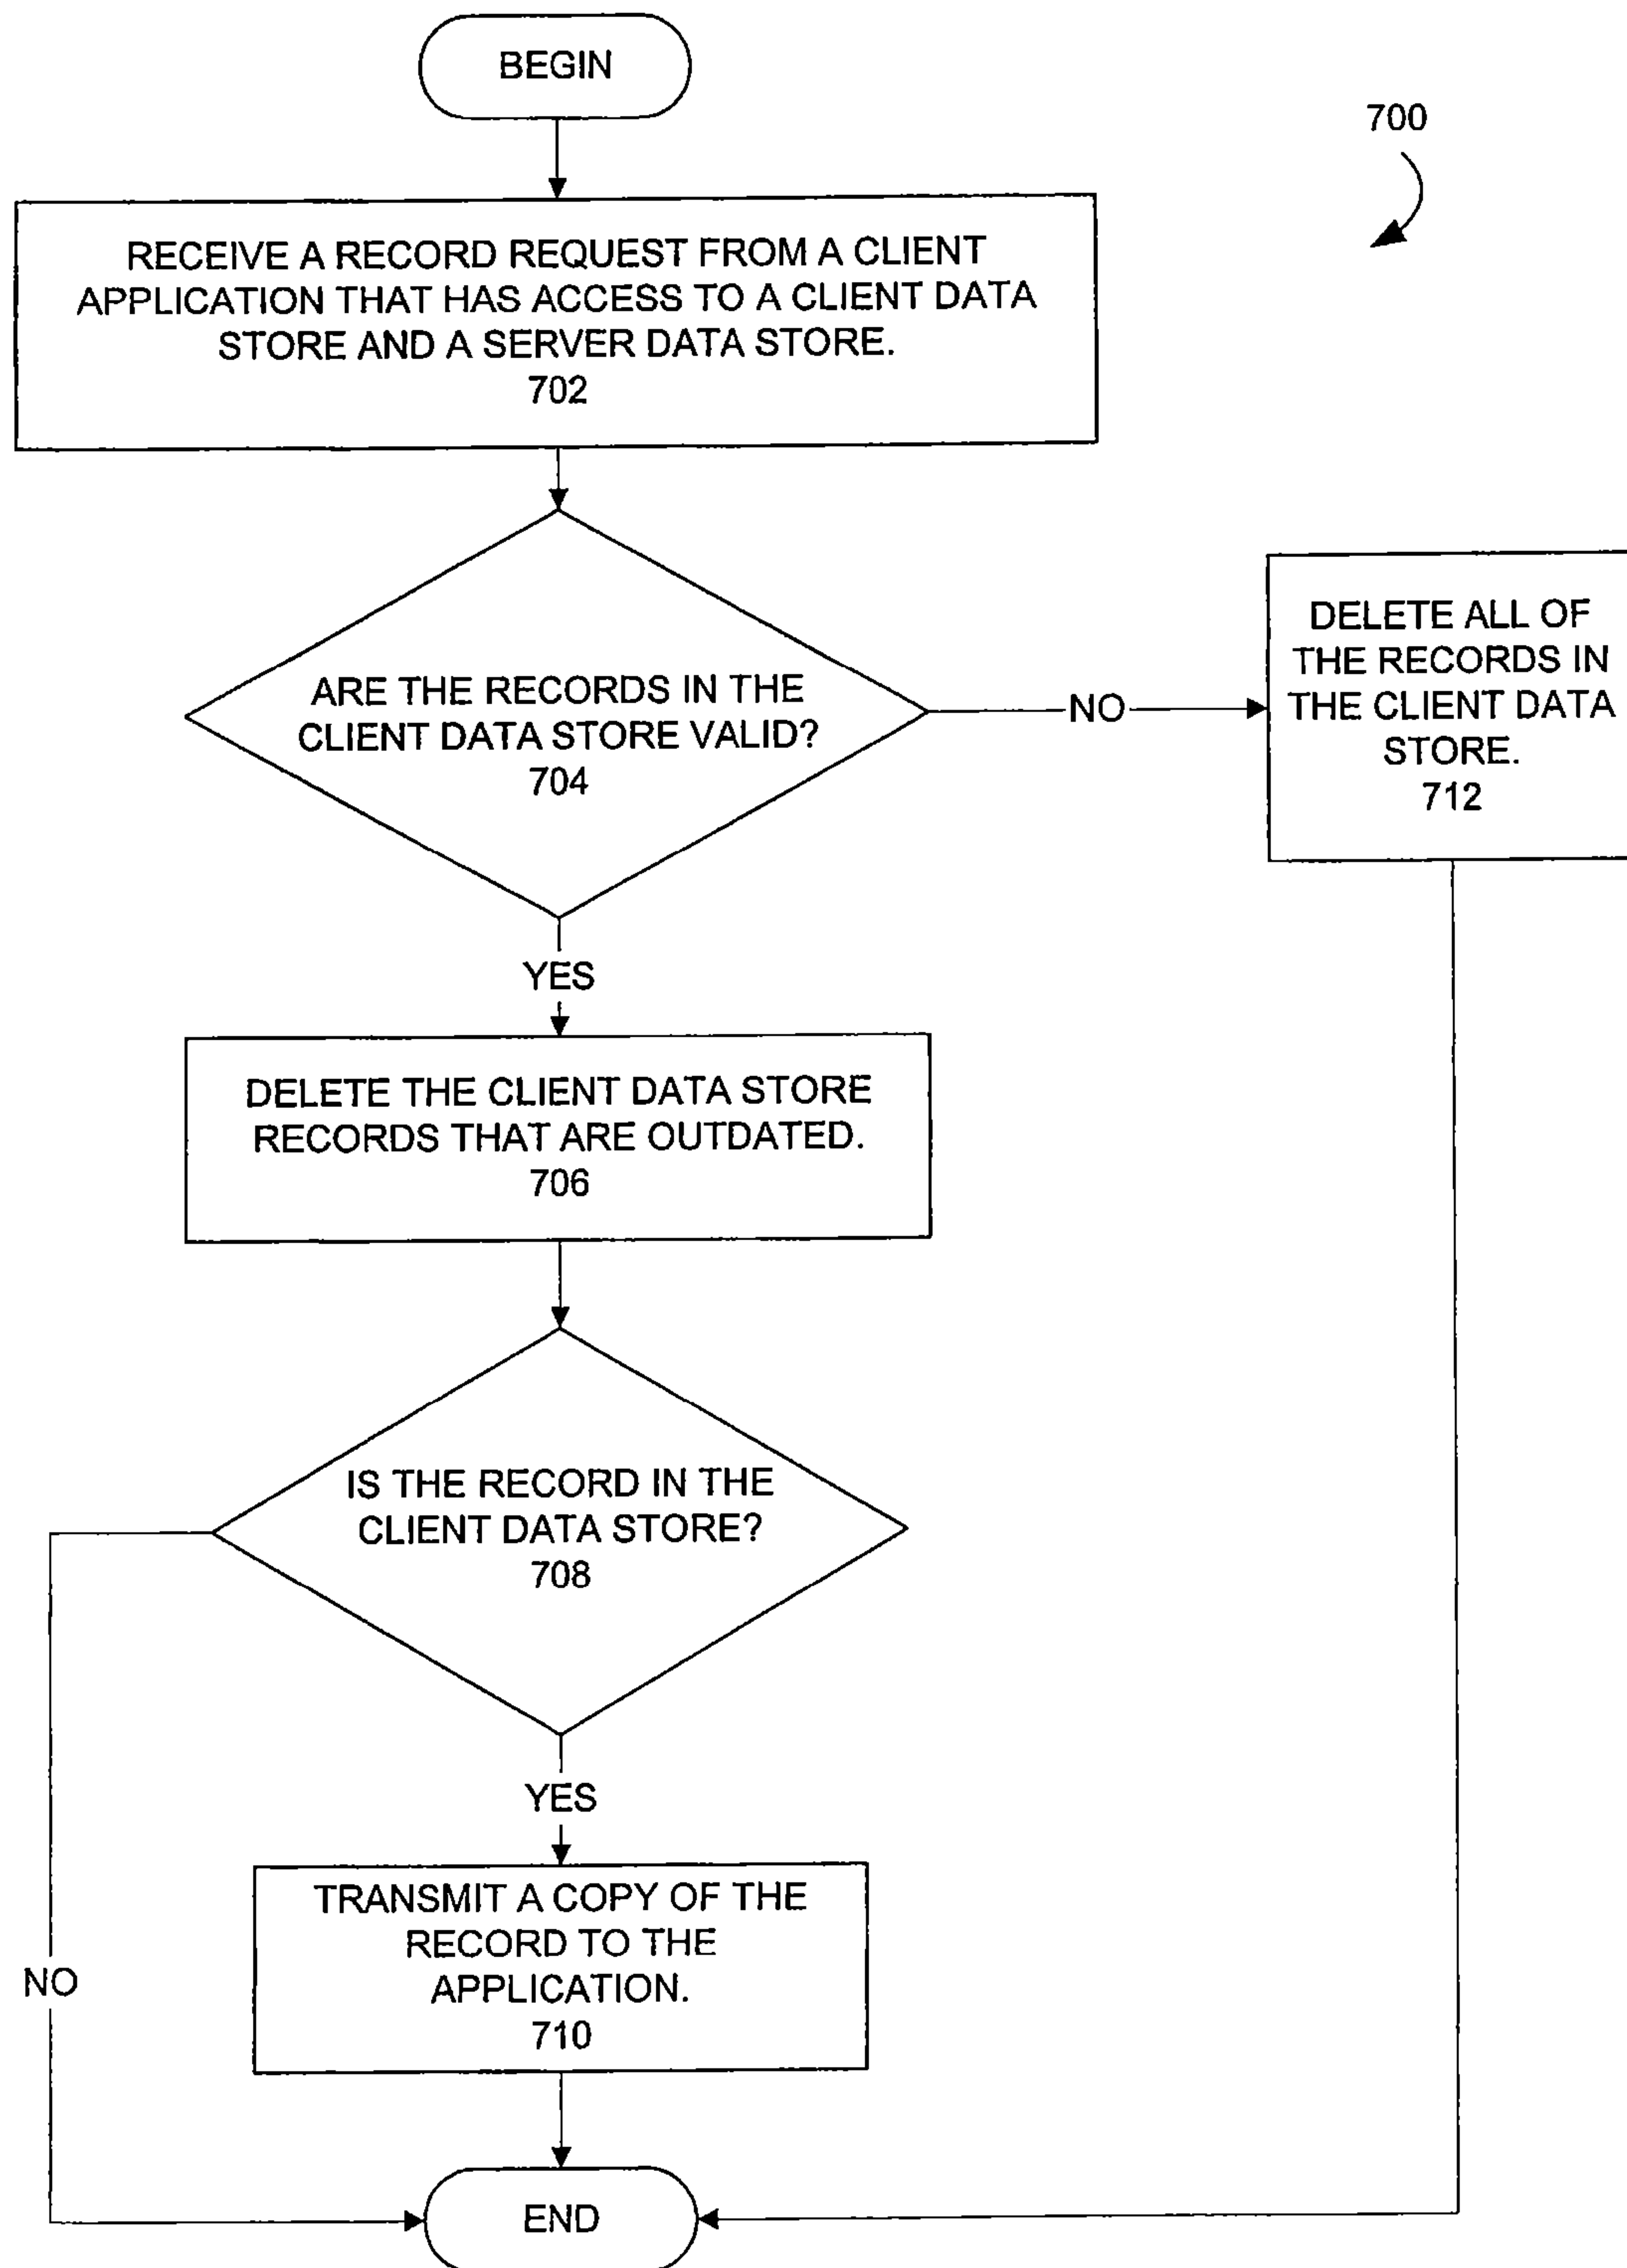 BEGIN
700
RECEIVE A RECORD REQUEST FROM A CLIENT
APPLICATION THAT HAS ACCESS TO A CLIENT DATA
STORE AND A SERVER DATA STORE.
702
ARE THE RECORDS IN THE
CLIENT DATA STORE VALID?
704
NO
DELETE ALL OF
THE RECORDS IN
THE CLIENT DATA
STORE.
712
YES
DELETE THE CLIENT DATA STORE
RECORDS THAT ARE OUTDATED.
706
IS THE RECORD IN THE
CLIENT DATA STORE?
708
YES
TRANSMIT A COPY OF THE
RECORD TO THE
APPLICATION.
710
NO
END